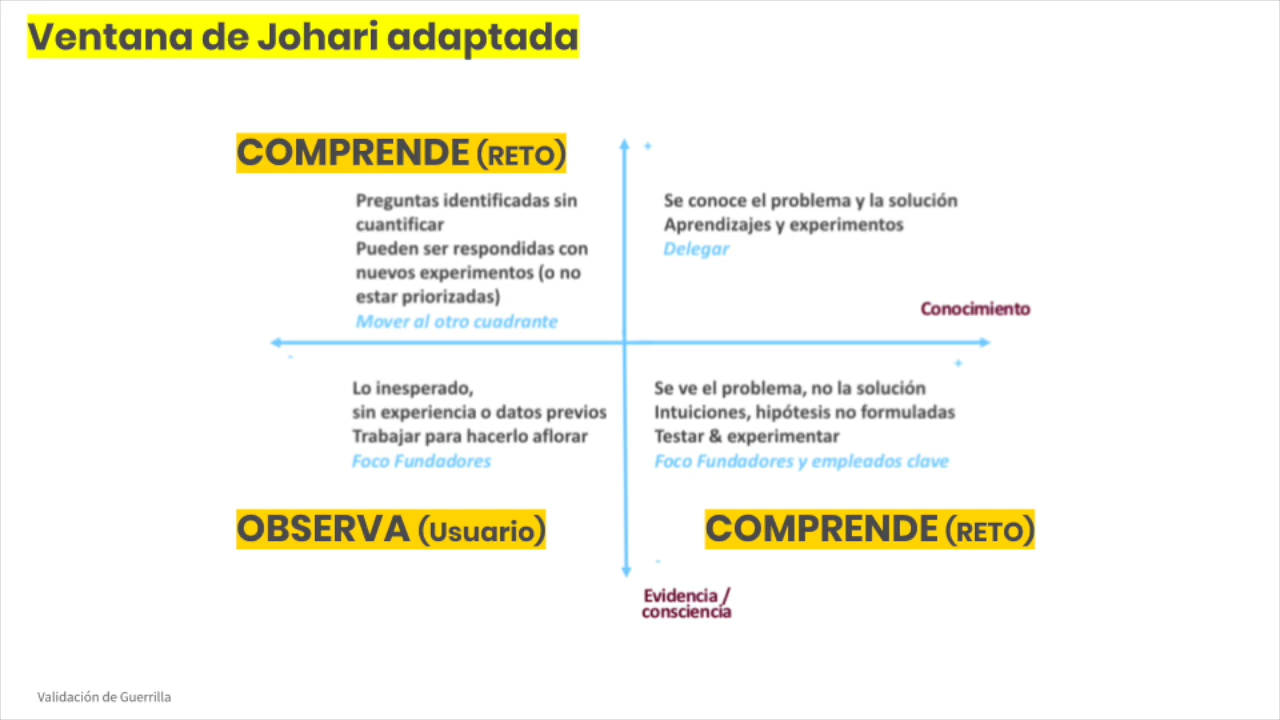 Ventana de Johari adaptada
COMPRENDE (RETO)
+
Preguntas identificadas sin
cuantificar
Pueden ser respondidas con
nuevos experimentos (o no
estar priorizadas)
Mover al otro cuadrante
Se conoce el problema y la solución
Aprendizajes y experimentos
Delegar
Conocimiento
-
+
Lo inesperado,
sin experiencia o datos previos
Trabajar para hacerlo aflorar
Foco Fundadores
Se ve el problema, no la solución
Intuiciones, hipótesis no formuladas
Testar & experimentar
Foco Fundadores y empleados clave
OBSERVA (Usuario)
COMPRENDE (RETO)
-
Evidencia /
consciencia
Validación de Guerrilla